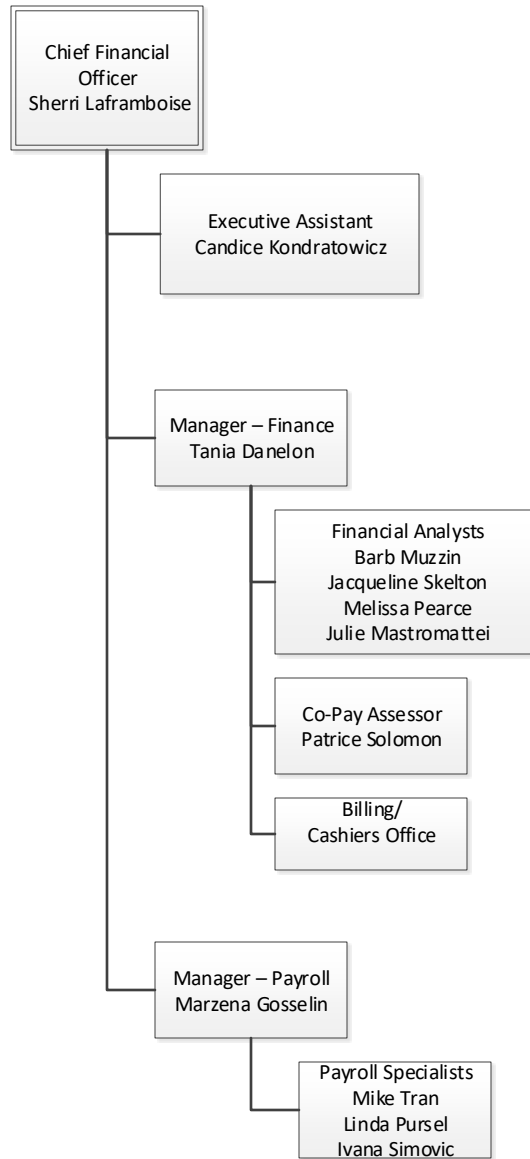 Chief Financial
Officer
Sherri Laframboise
Executive Assistant
Candice Kondratowicz
Manager – Finance
Tania Danelon
Financial Analysts
Barb Muzzin
Jacqueline Skelton
Melissa Pearce
Julie Mastromattei
Co-Pay Assessor
Patrice Solomon
Billing/
Cashiers Office
Manager – Payroll
Marzena Gosselin
Payroll Specialists
Mike Tran
Linda Pursel
Ivana Simovic